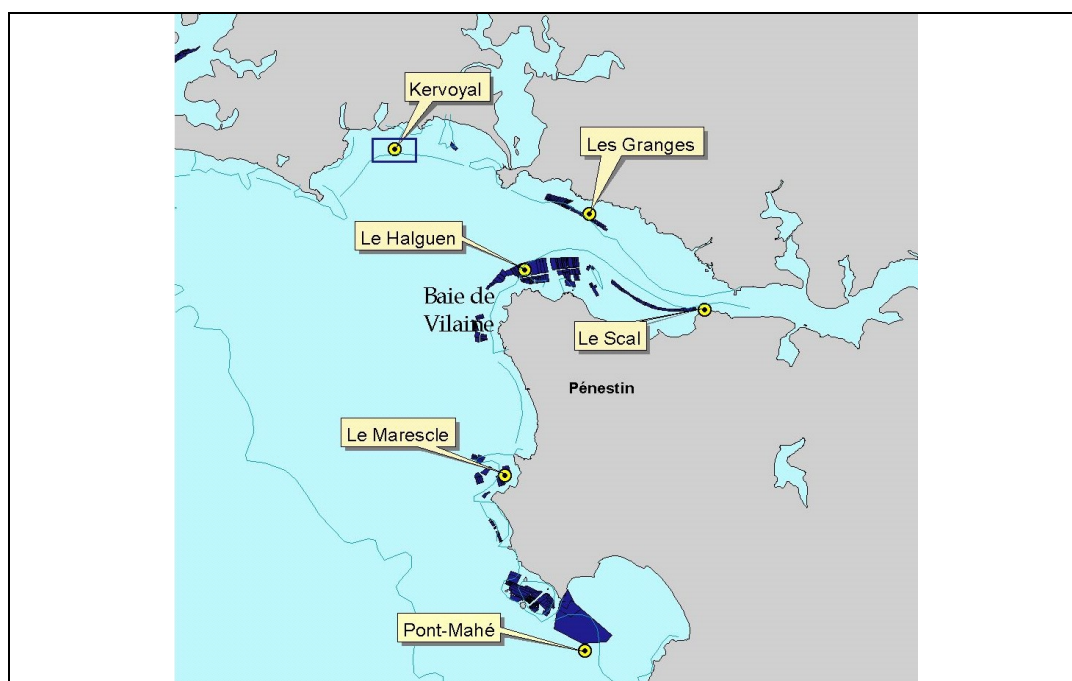 Kervoyal
Les Granges
Le Halguen
Baie de
Vilaine
Le Scal
Pénestin
Le Marescle
Pont-Mahé